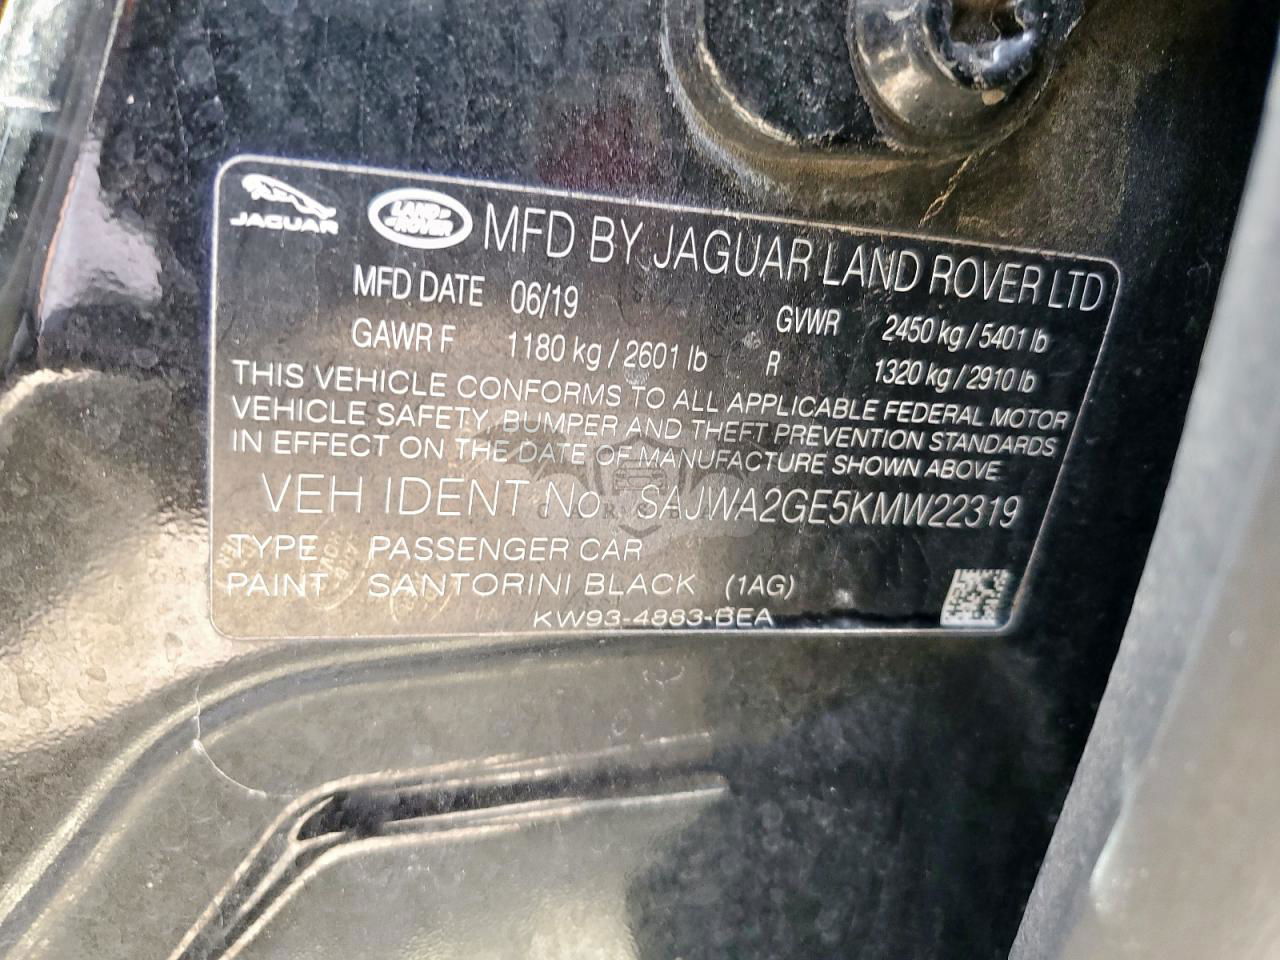 JAGUAR LAND ROVER MFD BY JAGUAR LAND ROVER LTD
MFD DATE 06/19 GVWR 2450 kg / 5401 lb
GAWR F 1180 kg / 2601 lb R 1320 kg / 2910 lb
THIS VEHICLE CONFORMS TO ALL APPLICABLE FEDERAL MOTOR
VEHICLE SAFETY, BUMPER AND THEFT PREVENTION STANDARDS
IN EFFECT ON THE DATE OF MANUFACTURE SHOWN ABOVE
VEH IDENT No SAJWA2GE5KMW22319
TYPE PASSENGER CAR
PAINT SANTORINI BLACK (1AG)
KW93-4883-BEA